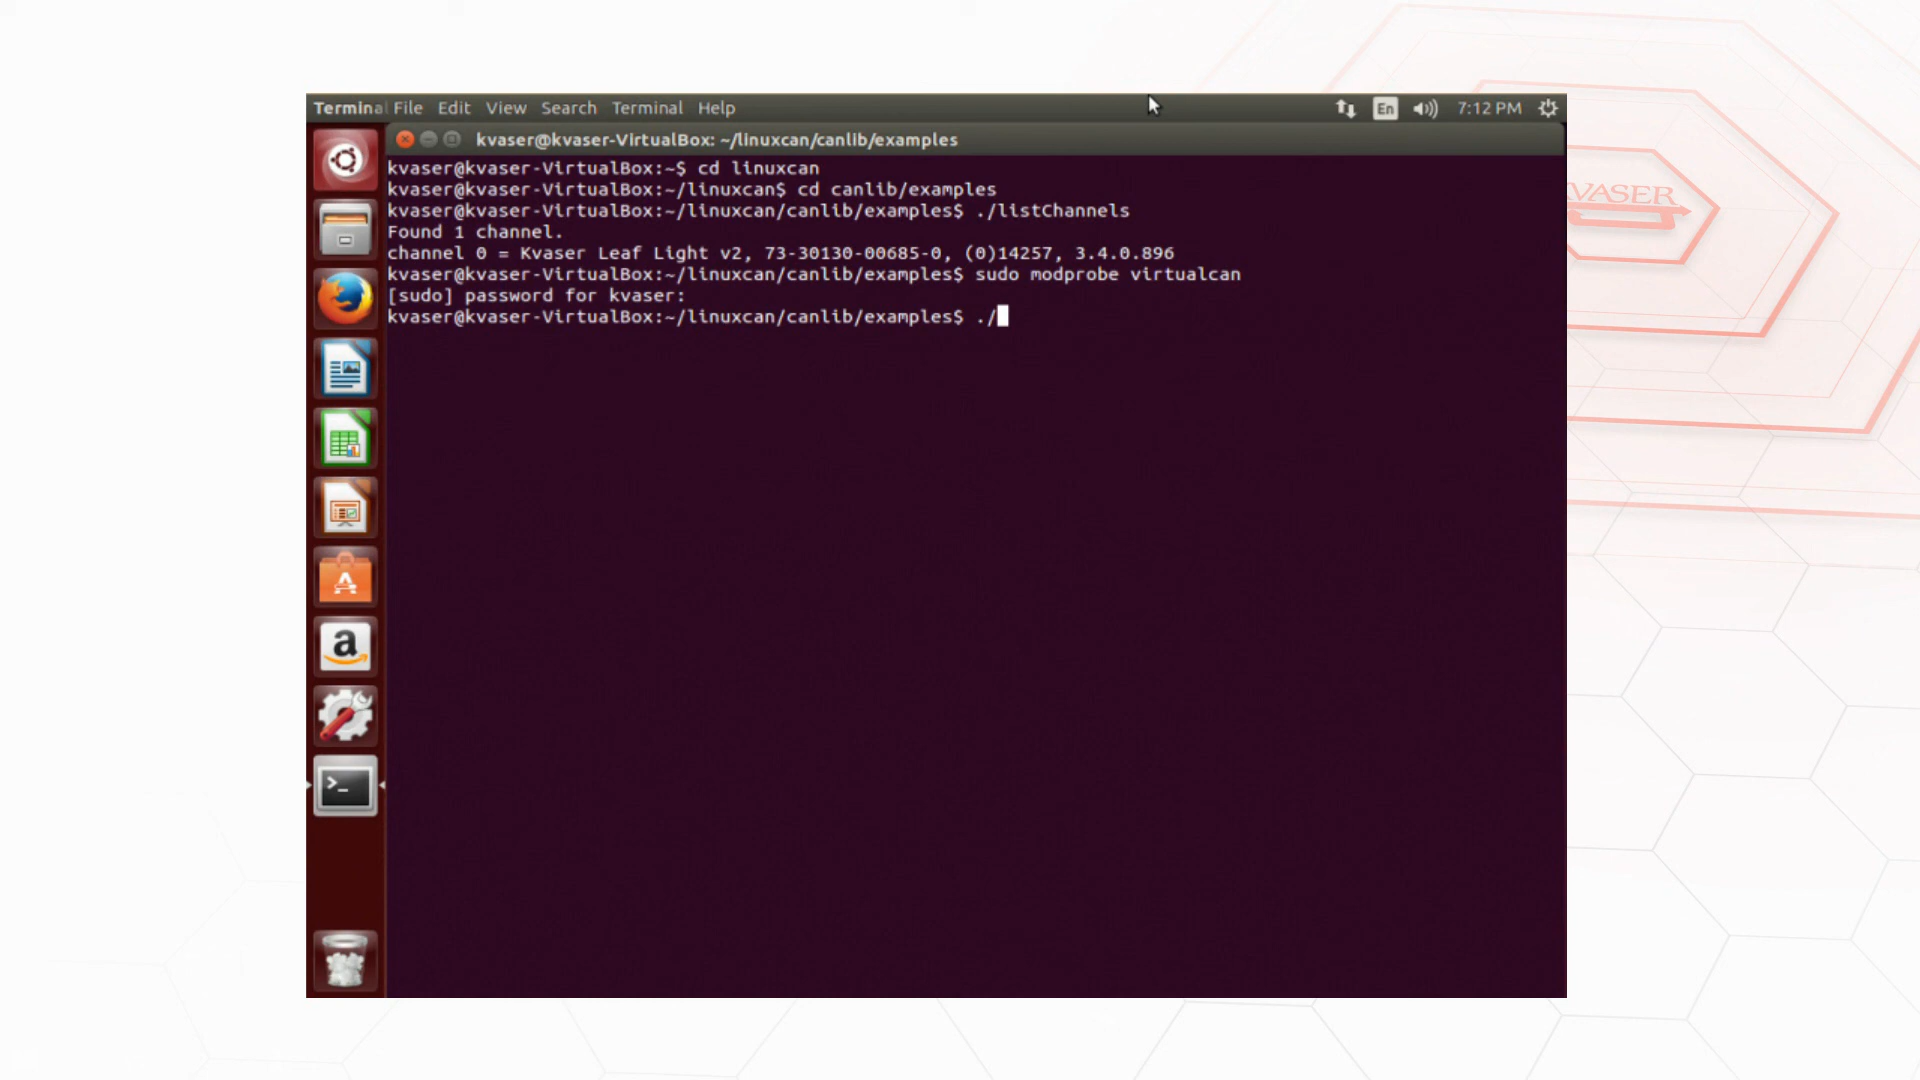 Terminal File Edit View Search Terminal Help En 7:12 PM
kvaser@kvaser-VirtualBox: ~/linuxcan/canlib/examples
kvaser@kvaser-VirtualBox:~$ cd linuxcan
kvaser@kvaser-VirtualBox:~/linuxcan$ cd canlib/examples
kvaser@kvaser-VirtualBox:~/linuxcan/canlib/examples$ ./listChannels
Found 1 channel.
channel 0 = Kvaser Leaf Light v2, 73-30130-00685-0, (0)14257, 3.4.0.896
kvaser@kvaser-VirtualBox:~/linuxcan/canlib/examples$ sudo modprobe virtualcan
[sudo] password for kvaser:
kvaser@kvaser-VirtualBox:~/linuxcan/canlib/examples$ ./
KVASER